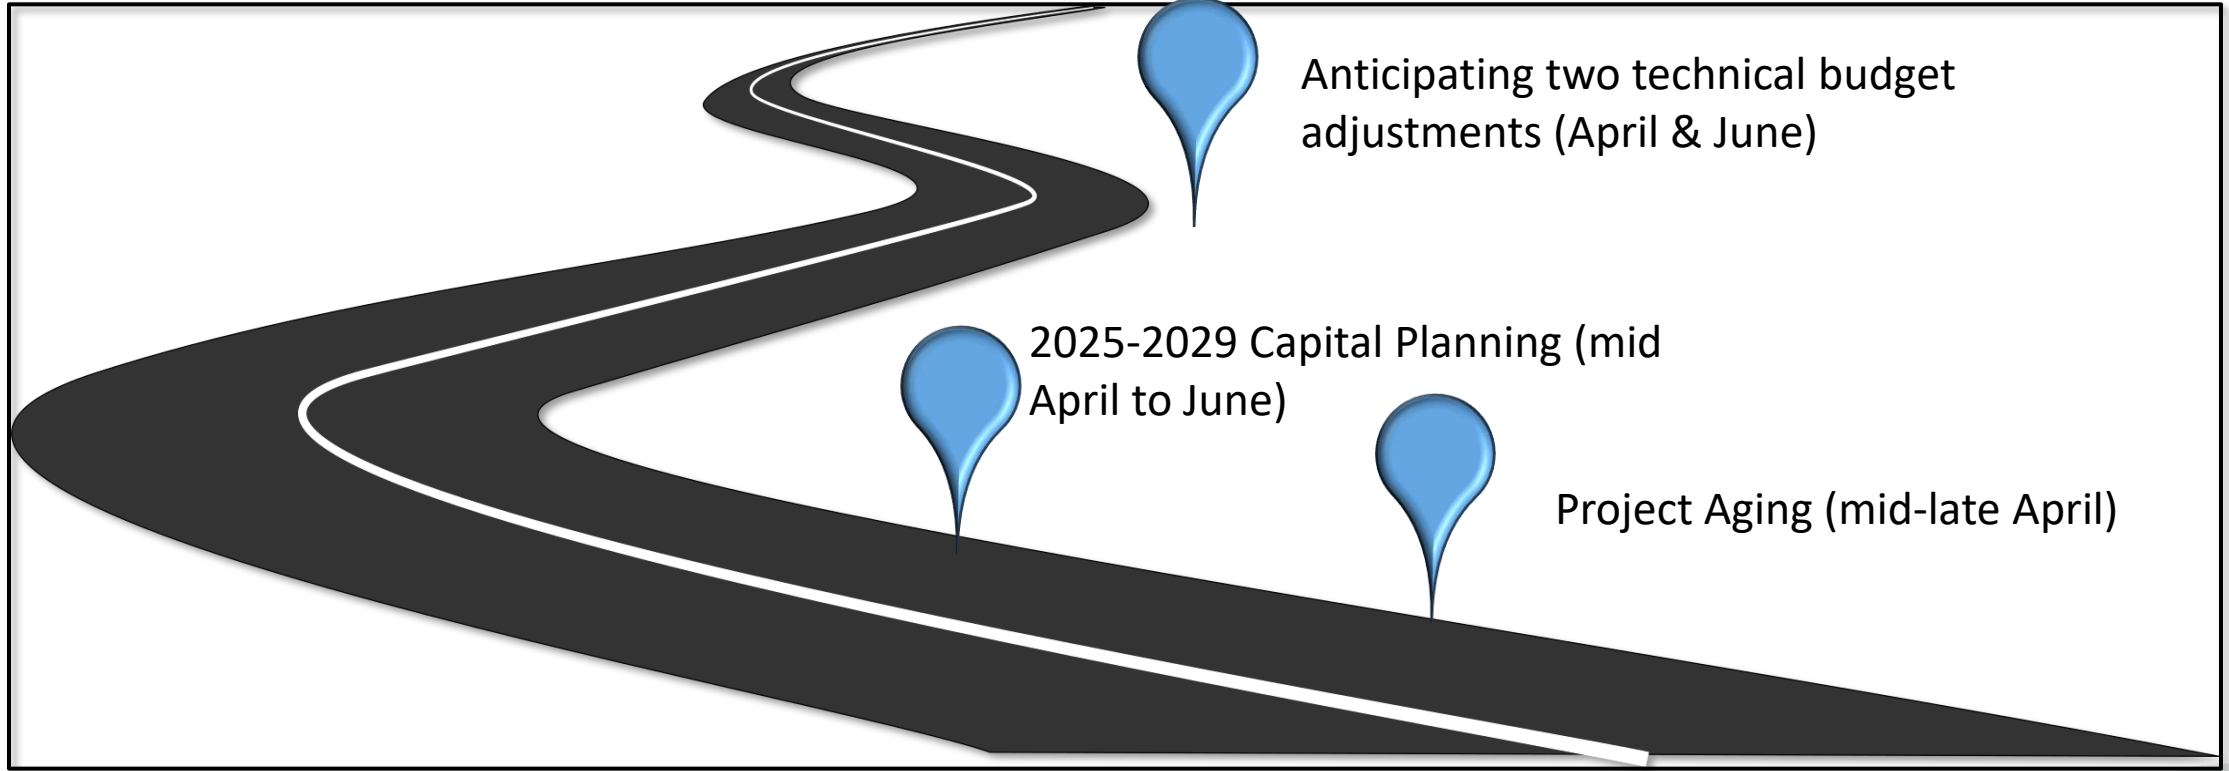 Anticipating two technical budget
adjustments (April & June)
2025-2029 Capital Planning (mid
April to June)
Project Aging (mid-late April)